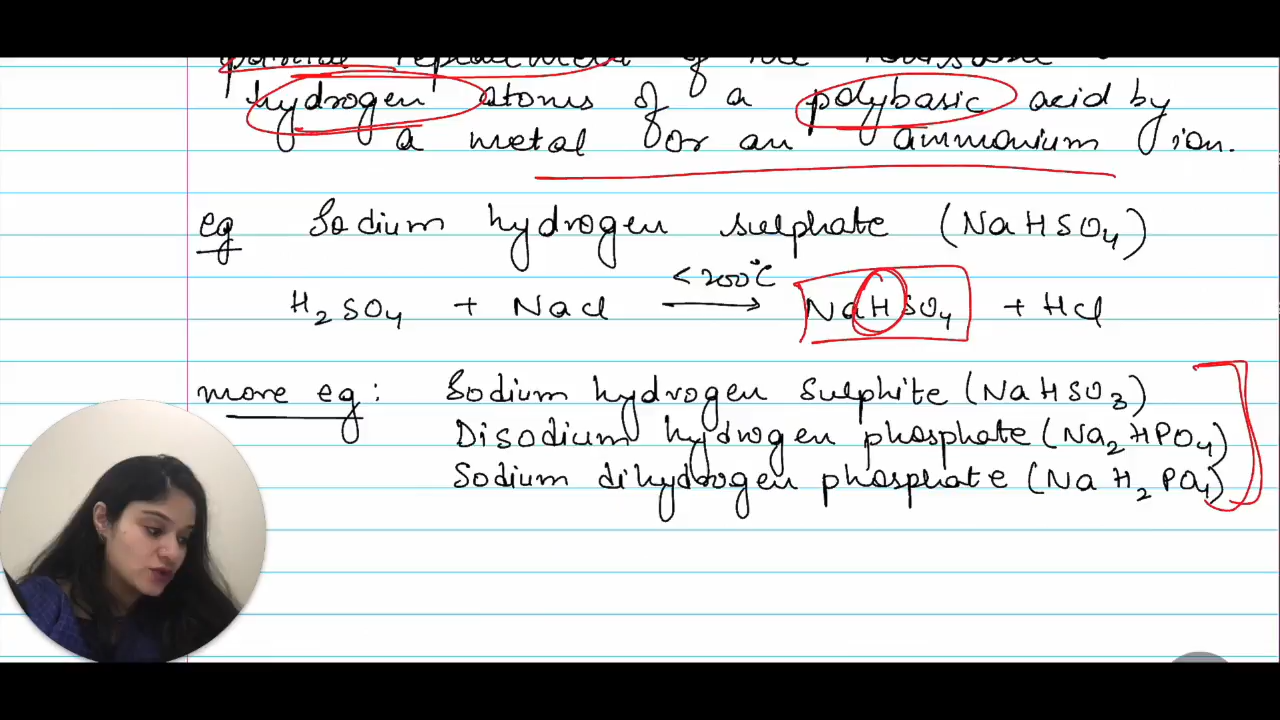 of
hydrogen atoms of a polybasic acid by
a metal or an ammonium ion.
eg Sodium hydrogen sulphate (NaHSO4)
<200°C
H2SO4 + NaCl → NaHSO4 + HCl
more eg: Sodium hydrogen Sulphite (NaHSO3)
Disodium hydrogen phosphate (Na2HPO4)
Sodium dihydrogen phosphate (NaH2PO4)